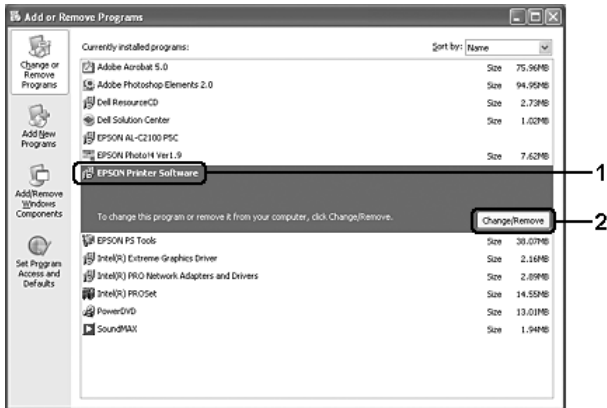 Add or Remove Programs
Change or
Remove
Programs
Add New
Programs
Add/Remove
Windows
Components
Set Program
Access and
Defaults
Currently installed programs: Sort by: Name
Adobe Acrobat 5.0 Size 75.96MB
Adobe Photoshop Elements 2.0 Size 94.95MB
Dell ResourceCD Size 2.73MB
Dell Solution Center Size 1.02MB
EPSON AL-C2100 PSC
EPSON Photo!4 Ver1.9 Size 7.62MB
EPSON Printer Software 1
To change this program or remove it from your computer, click Change/Remove. Change/Remove 2
EPSON PS Tools Size 38.07MB
Intel(R) Extreme Graphics Driver Size 2.16MB
Intel(R) PRO Network Adapters and Drivers Size 2.09MB
Intel(R) PROSet Size 14.55MB
PowerDVD Size 13.01MB
SoundMAX Size 1.94MB